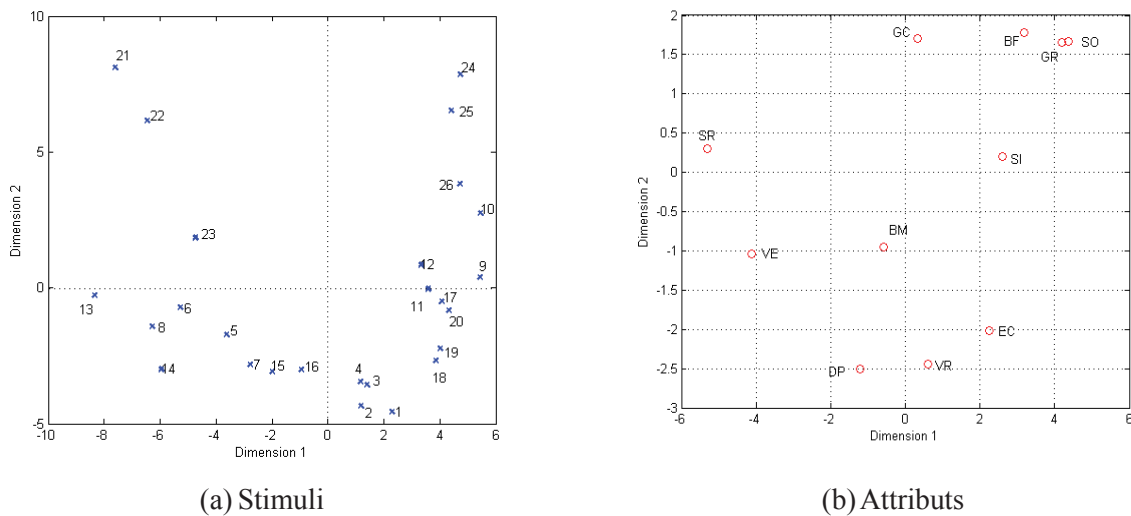 10
5
0
-5
Dimension 2
-10 -8 -6 -4 -2 0 2 4 6
Dimension 1
21
22
24
25
26
10
23
12
9
13
11
17
6
20
8
5
19
14
7
15
16
4
3
18
2
1
(a) Stimuli
2
1.5
1
0.5
0
-0.5
-1
-1.5
-2
-2.5
-3
Dimension 2
-6 -4 -2 0 2 4 6
Dimension 1
GC
BF
SO
GR
SR
SI
BM
VE
EC
DP
VR
(b) Attributs